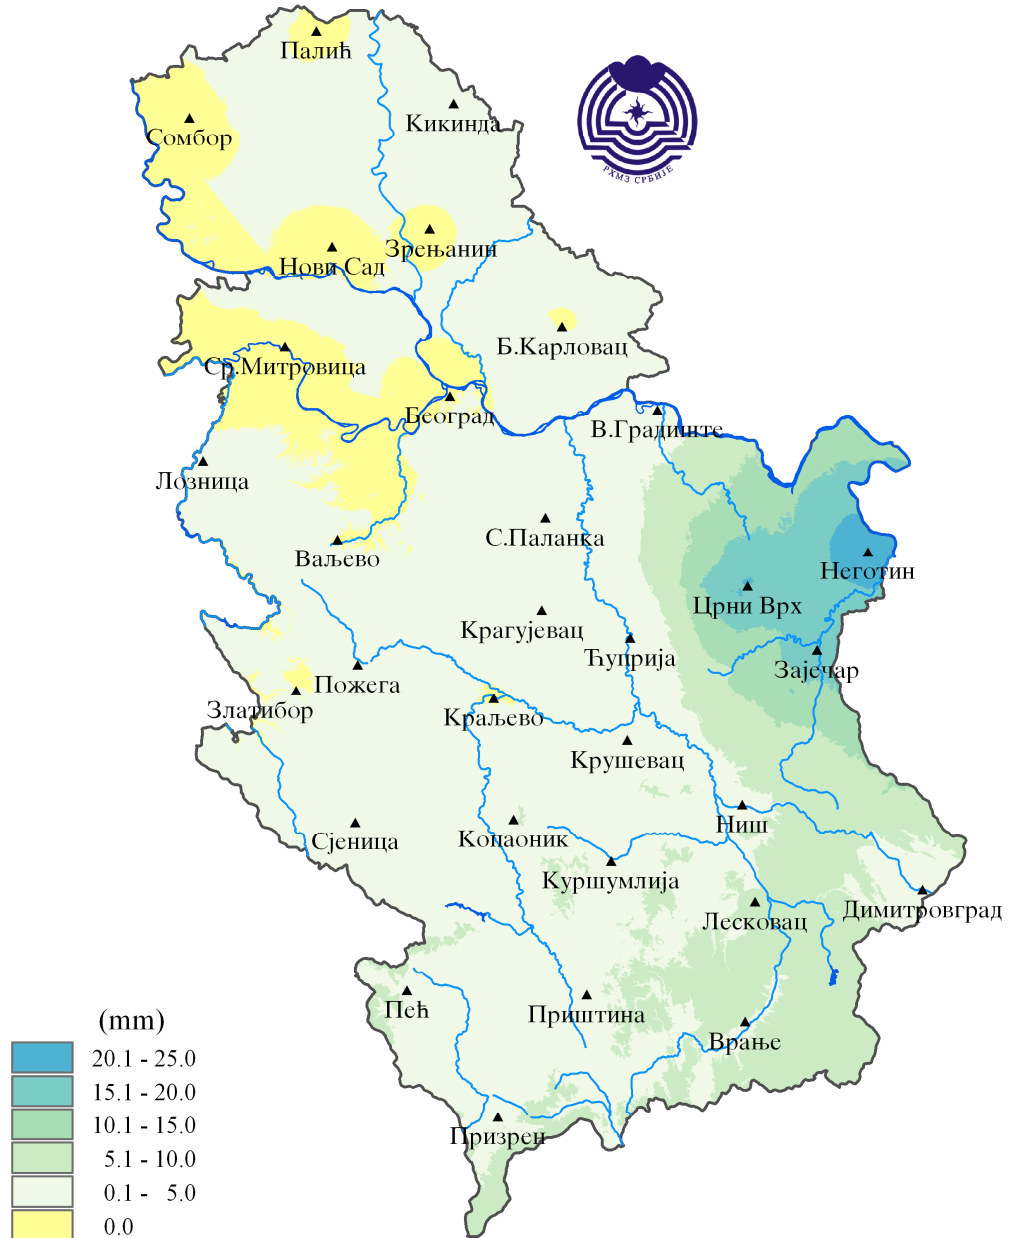 Палић
Кикинда
Сомбор
РХМЗ СРБИЈЕ
Зрењанин
Нови Сад
Б.Карловац
Ср.Митровица
Београд
В.Градиште
Лозница
С.Паланка
Ваљево
Неготин
Црни Врх
Крагујевац
Ћуприја
Зајечар
Пожега
Златибор
Краљево
Крушевац
Ниш
Сјеница
Копаоник
Куршумлија
Лесковац
Димитровград
Пећ
Приштина
Врање
Призрен
(mm)
20.1 - 25.0
15.1 - 20.0
10.1 - 15.0
5.1 - 10.0
0.1 - 5.0
0.0